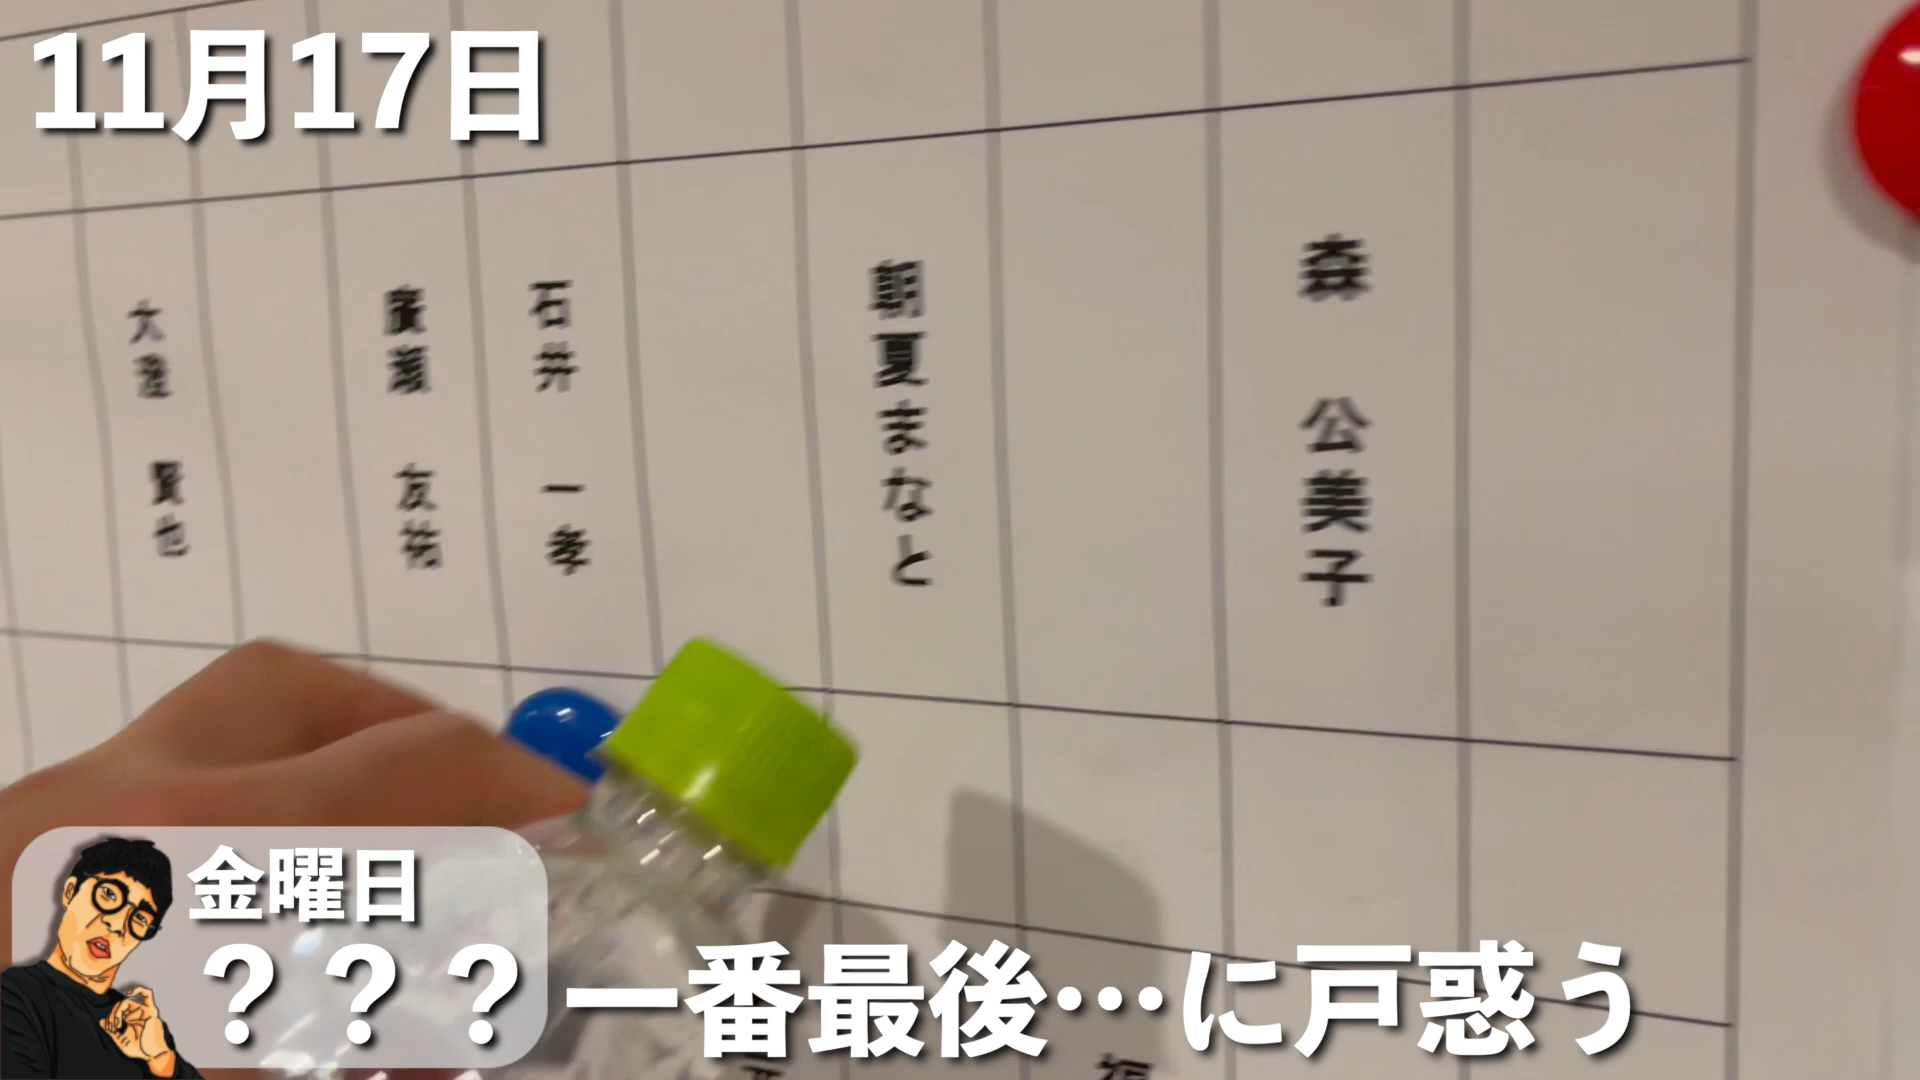 11月17日
森 公美子
朝夏まなと
石井 一孝
廣瀬 友祐
大澄 賢也
金曜日
？？？
一番最後…に戸惑う